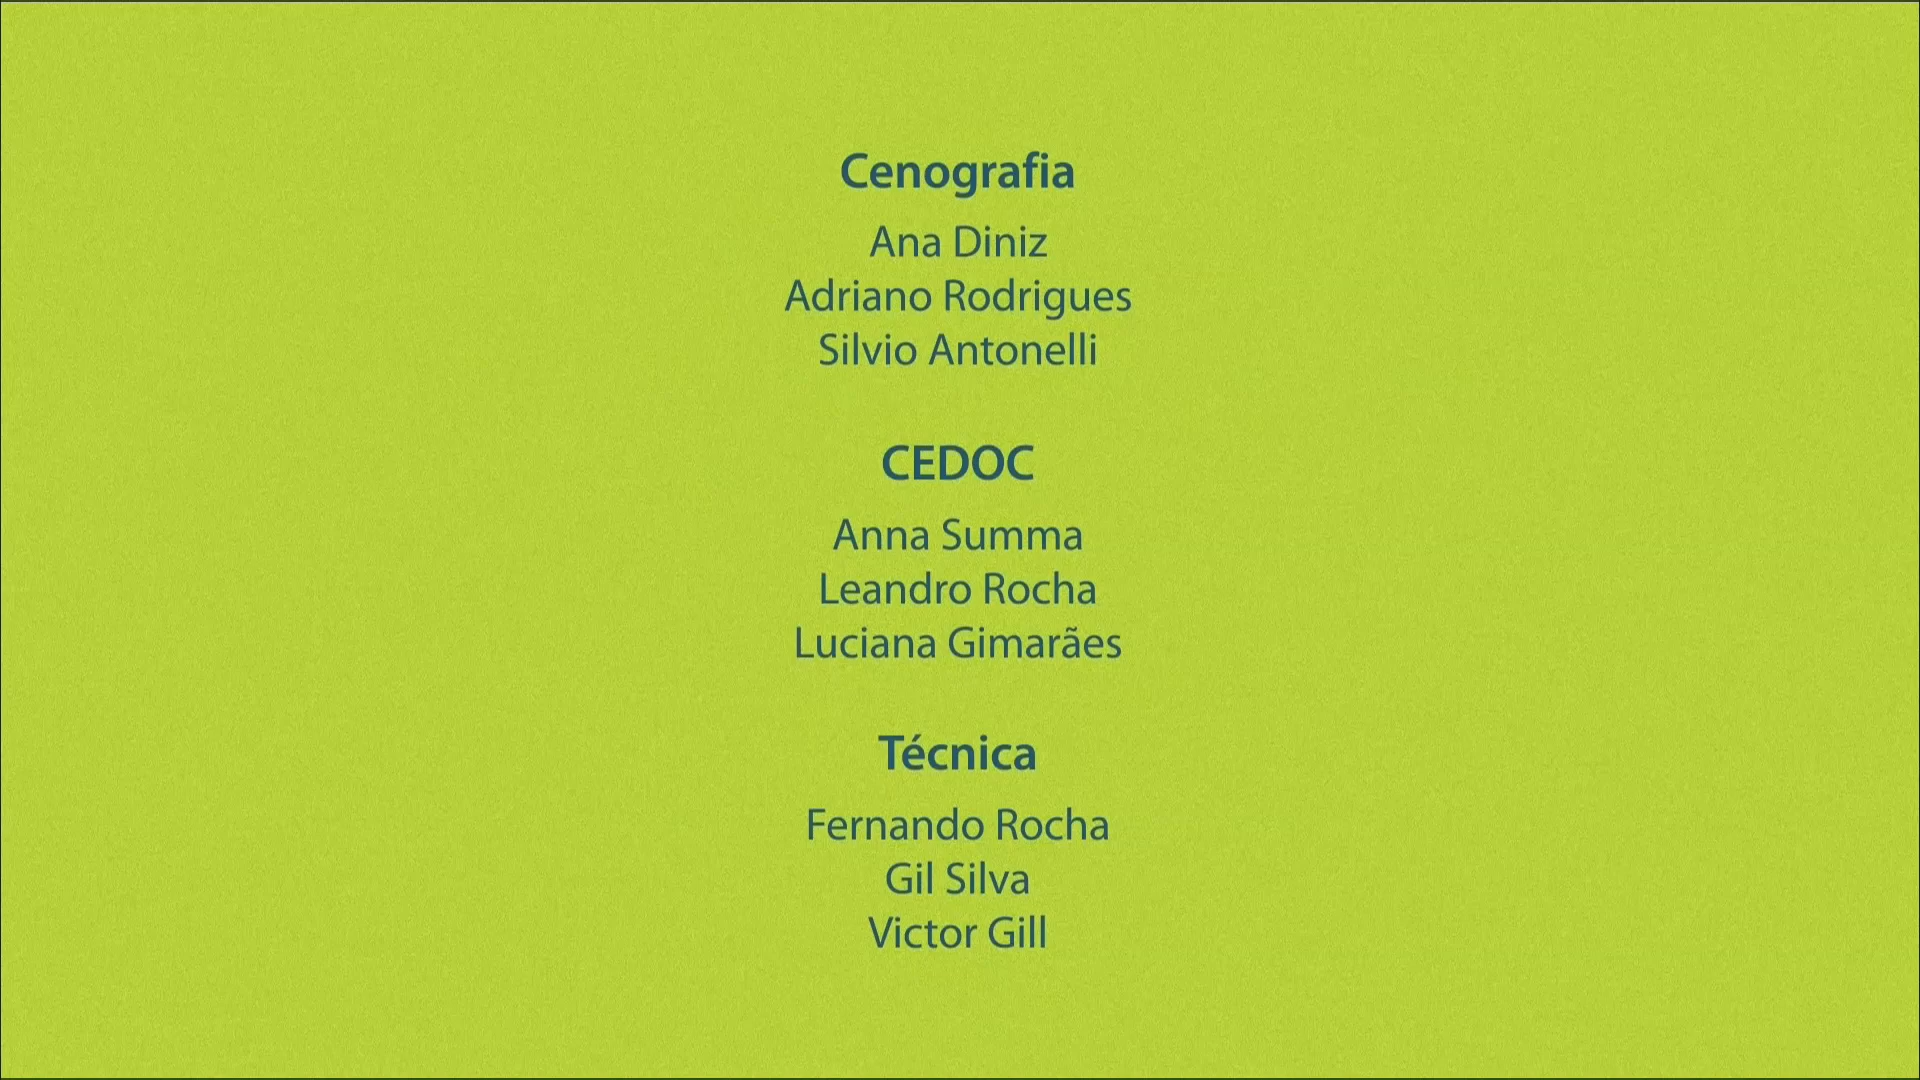 Cenografia
Ana Diniz
Adriano Rodrigues
Silvio Antonelli
CEDOC
Anna Summa
Leandro Rocha
Luciana Gimarães
Técnica
Fernando Rocha
Gil Silva
Victor Gill